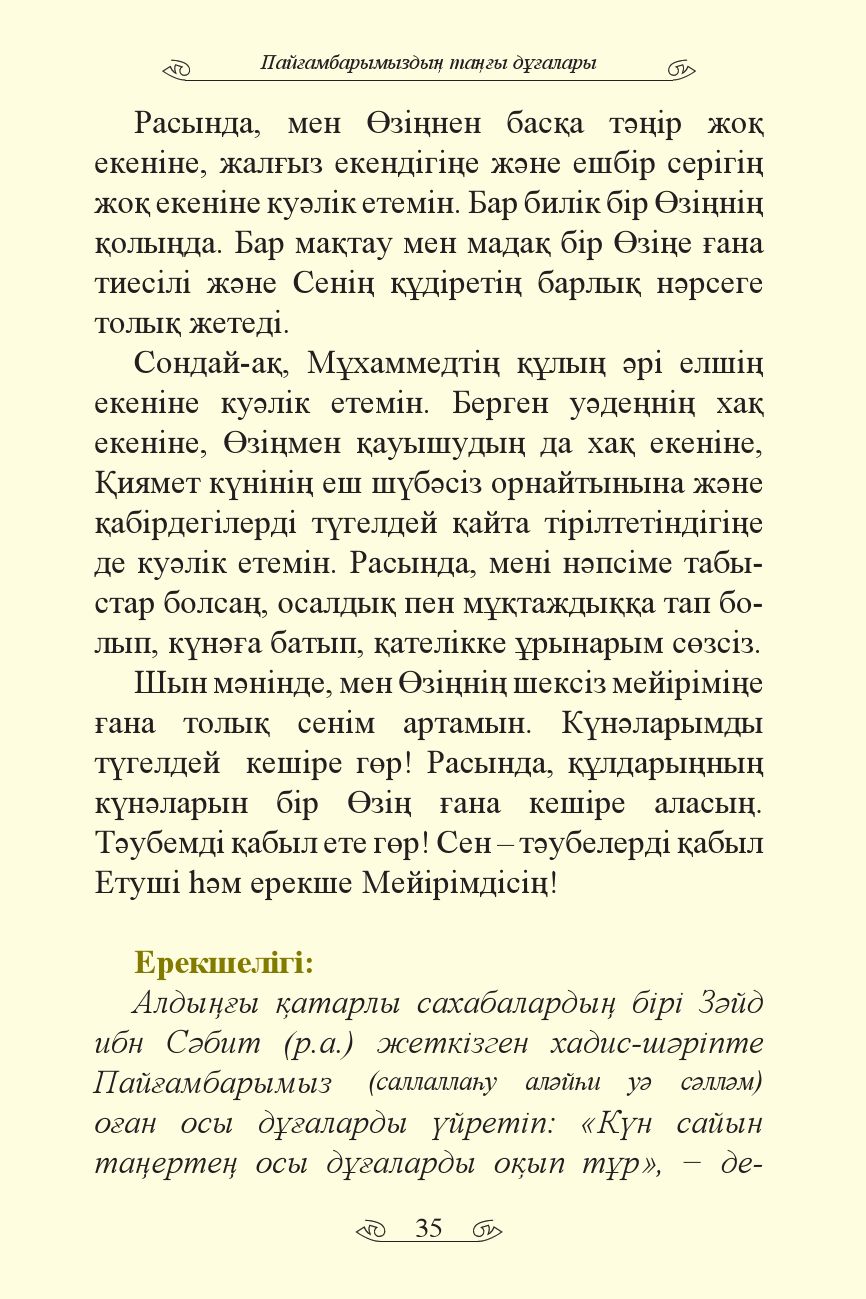 Пайғамбарымыздың таңғы дұғалары
Расында, мен Өзіңнен басқа тәңір жоқ
екеніне, жалғыз екендігіңе және ешбір серігің
жоқ екеніне куәлік етемін. Бар билік бір Өзіңнің
қолыңда. Бар мақтау мен мадақ бір Өзіңе ғана
тиесілі және Сенің құдіретің барлық нәрсеге
толық жетеді.
Сондай-ақ, Мұхаммедтің құлың әрі елшің
екеніне куәлік етемін. Берген уәдеңнің хақ
екеніне, Өзіңмен қауышудың да хақ екеніне,
Қиямет күнінің еш шүбәсіз орнайтынына және
қабірдегілерді түгелдей қайта тірілтетіндігіңе
де куәлік етемін. Расында, мені нәпсіме табы-
стар болсаң, осалдық пен мұқтаждыққа тап бо-
лып, күнәға батып, қателікке ұрынарым сөзсіз.
Шын мәнінде, мен Өзіңнің шексіз мейіріміңе
ғана толық сенім артамын. Күнәларымды
түгелдей кешіре гөр! Расында, құлдарыңның
күнәларын бір Өзің ғана кешіре аласың.
Тәубемді қабыл ете гөр! Сен – тәубелерді қабыл
Етуші һәм ерекше Мейірімдісің!
Ерекшелігі:
Алдыңғы қатарлы сахабалардың бірі Зәйд
ибн Сәбит (р.а.) жеткізген хадис-шәріпте
Пайғамбарымыз (саллаллаһу аләйһи уә сәлләм)
оған осы дұғаларды үйретіп: «Күн сайын
таңертең осы дұғаларды оқып тұр», − де-
35